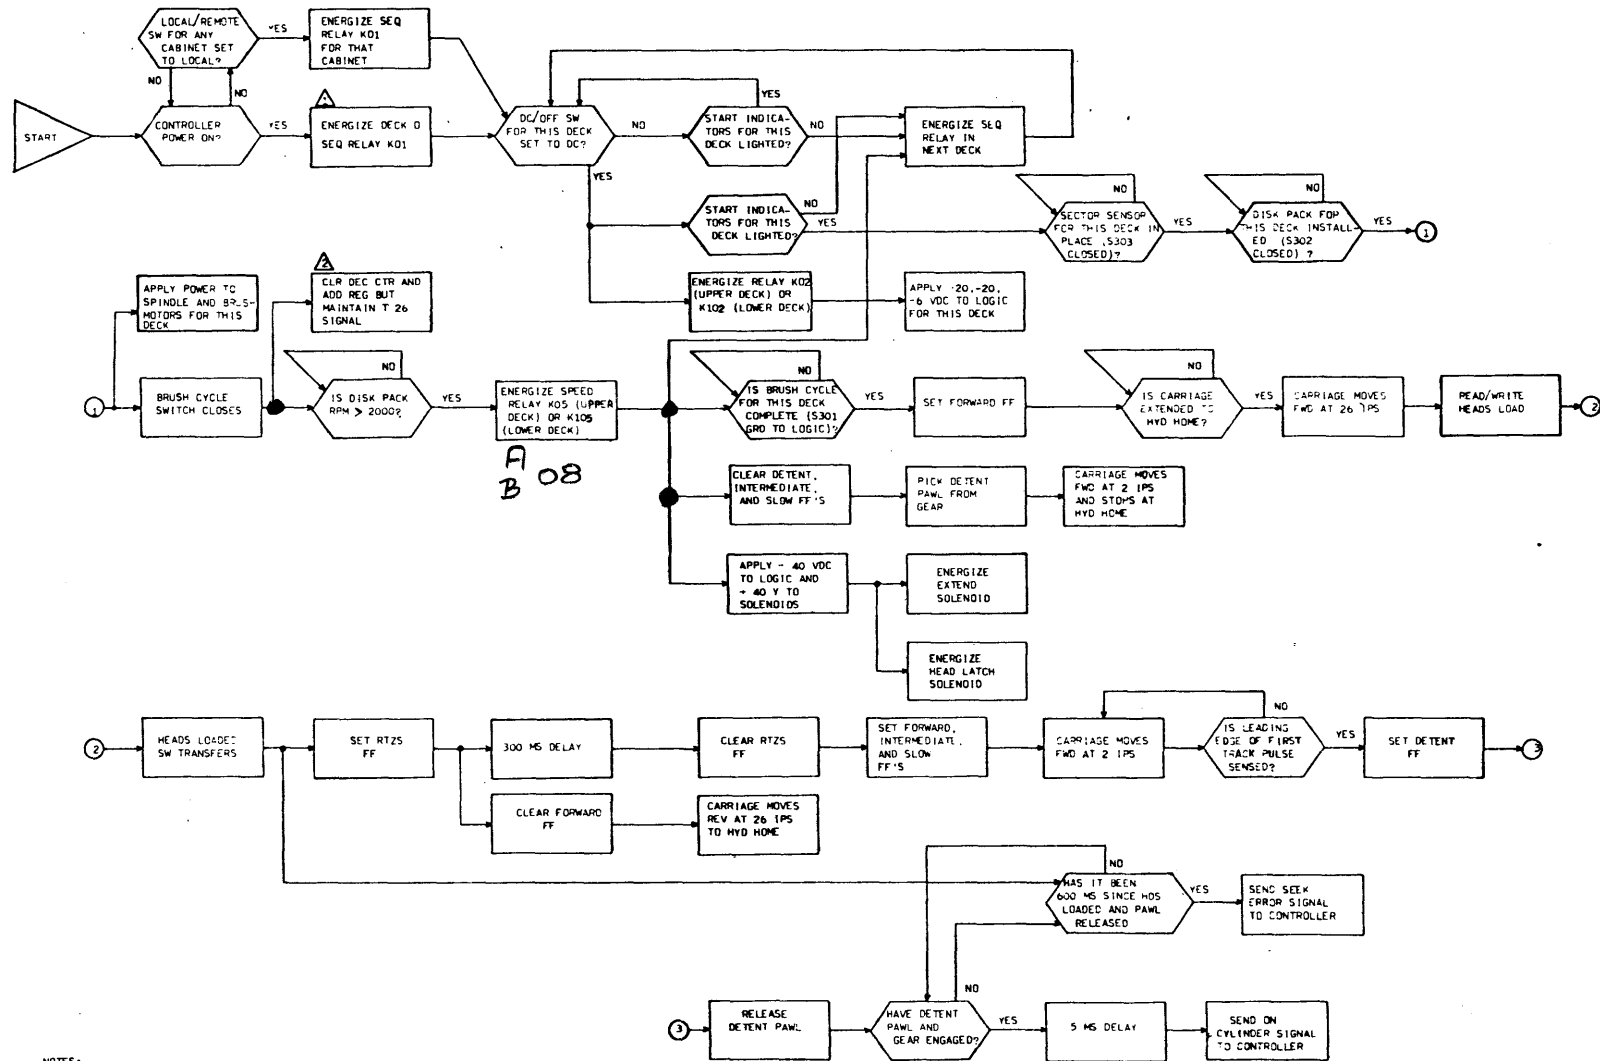 LOCAL/REMOTE
SW FOR ANY
CABINET SET
TO LOCAL?
YES
ENERGIZE SEQ
RELAY K01
FOR THAT
CABINET
NO
NO
START
CONTROLLER
POWER ON?
YES
1
ENERGIZE DECK 0
SEQ RELAY K01
DC/OFF SW
FOR THIS DECK
SET TO DC?
NO
YES
YES
START INDICA-
TORS FOR THIS
DECK LIGHTED?
NO
ENERGIZE SEQ
RELAY IN
NEXT DECK
START INDICA-
TORS FOR THIS
DECK LIGHTED?
NO
YES
NO
SECTOR SENSOR
FOR THIS DECK IN
PLACE (S303
CLOSED)?
YES
NO
DISK PACK FOR
THIS DECK INSTALL-
ED (S302
CLOSED) ?
YES
1
ENERGIZE RELAY K02
(UPPER DECK) OR
K102 (LOWER DECK)
APPLY -20,-20,
-6 VDC TO LOGIC
FOR THIS DECK
APPLY POWER TO
SPINDLE AND
MOTORS FOR THIS
DECK
2
CLR DEC CTR AND
ADD REG BUT
MAINTAIN T 26
SIGNAL
1
BRUSH CYCLE
SWITCH CLOSES
NO
IS DISK PACK
RPM > 2000?
YES
ENERGIZE SPEED
RELAY K05 (UPPER
DECK) OR K105
(LOWER DECK)
A
B 08
NO
IS BRUSH CYCLE
FOR THIS DECK
COMPLETE (S301
GRD TO LOGIC)?
YES
SET FORWARD FF
NO
IS CARRIAGE
EXTENDED TO
HYD HOME?
YES
CARRIAGE MOVES
FWD AT 26 IPS
READ/WRITE
HEADS LOAD
2
CLEAR DETENT,
INTERMEDIATE,
AND SLOW FF'S
PICK DETENT
PAWL FROM
GEAR
CARRIAGE MOVES
FWD AT 2 IPS
AND STOPS AT
HYD HOME
APPLY - 40 VDC
TO LOGIC AND
+ 40 Y TO
SOLENOIDS
ENERGIZE
EXTEND
SOLENOID
ENERGIZE
HEAD LATCH
SOLENOID
2
HEADS LOADED
SW TRANSFERS
SET RTZS
FF
300 MS DELAY
CLEAR RTZS
FF
SET FORWARD,
INTERMEDIATE,
AND SLOW
FF'S
CARRIAGE MOVES
FWD AT 2 IPS
NO
IS LEADING
EDGE OF FIRST
TRACK PULSE
SENSED?
YES
SET DETENT
FF
3
CLEAR FORWARD
FF
CARRIAGE MOVES
REV AT 26 IPS
TO HYD HOME
NO
HAS IT BEEN
600 MS SINCE HDS
LOADED AND PAWL
RELEASED
YES
SEND SEEK
ERROR SIGNAL
TO CONTROLLER
NO
3
RELEASE
DETENT PAWL
HAVE DETENT
PAWL AND
GEAR ENGAGED?
YES
5 MS DELAY
SEND ON
CYLINDER SIGNAL
TO CONTROLLER
NOTES: